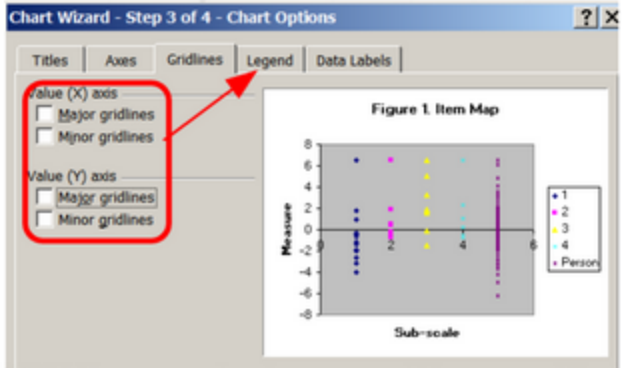 Chart Wizard - Step 3 of 4 - Chart Options
Titles Axes Gridlines Legend Data Labels
Value (X) axis
Major gridlines
Minor gridlines
Value (Y) axis
Major gridlines
Minor gridlines
Figure 1. Item Map
Measure
8
6
4
2
0
-2
-4
-6
-8
0 2 4 6
Sub-scale
1
2
3
4
Person